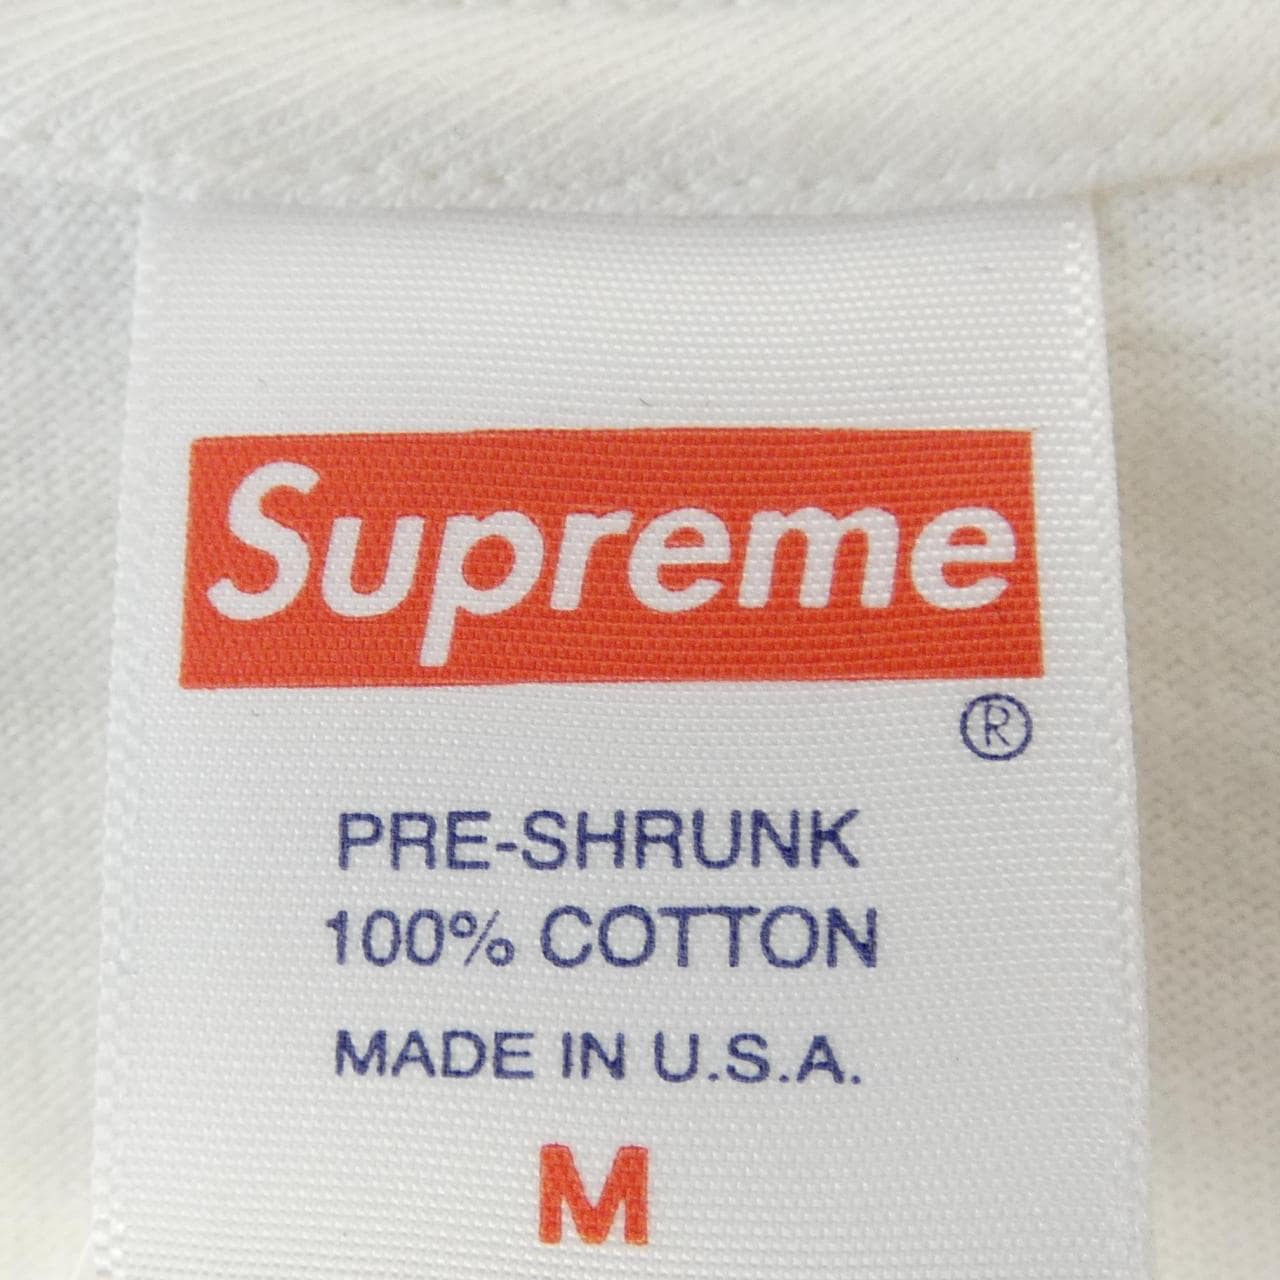 Supreme
®
PRE-SHRUNK
100% COTTON
MADE IN U.S.A.
M